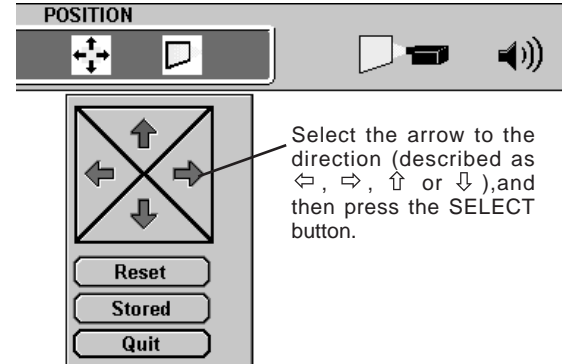 POSITION
Select the arrow to the
direction (described as
⇦ , ⇨ , ⇧ or ⇩ ),and
then press the SELECT
button.
Reset
Stored
Quit